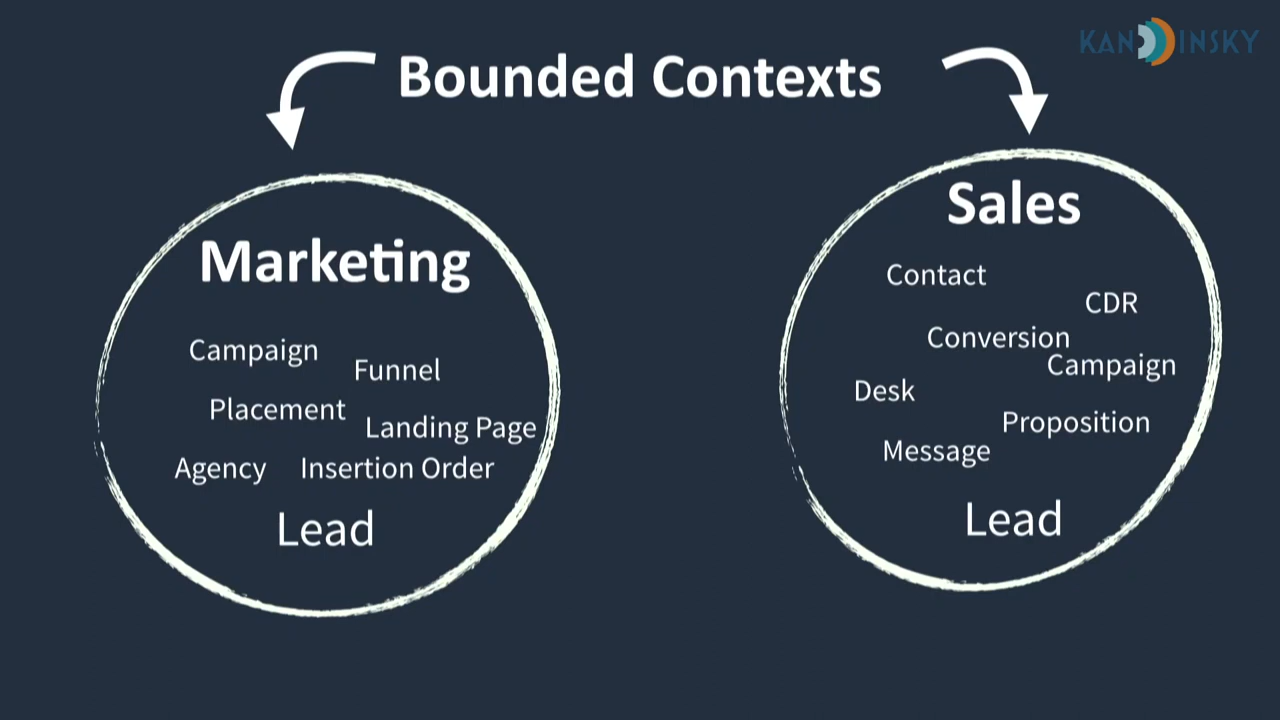 KANDDINSKY
Bounded Contexts
Marketing
Campaign
Funnel
Placement
Landing Page
Agency
Insertion Order
Lead
Sales
Contact
CDR
Conversion
Campaign
Desk
Proposition
Message
Lead